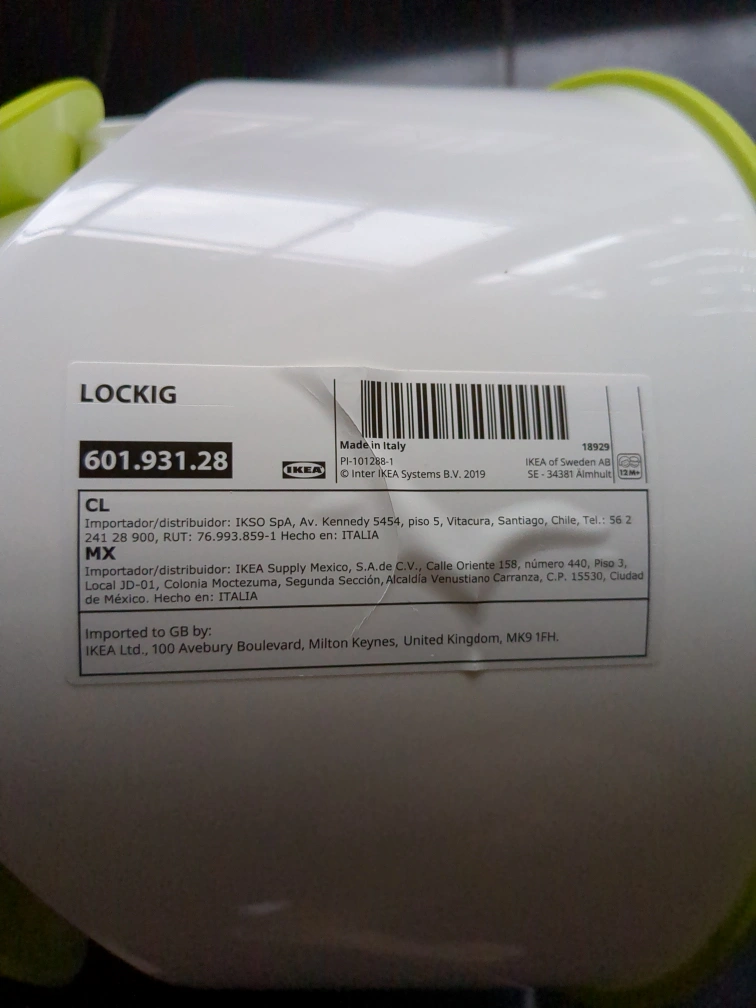 LOCKIG
601.931.28
IKEA
Made in Italy
18929
PI-101288-1
IKEA of Sweden AB
© Inter IKEA Systems B.V. 2019
SE - 34381 Älmhult
12 M+
CL
Importador/distribuidor: IKSO SpA, Av. Kennedy 5454, piso 5, Vitacura, Santiago, Chile, Tel.: 56 2
241 28 900, RUT: 76.993.859-1 Hecho en: ITALIA
MX
Importador/distribuidor: IKEA Supply Mexico, S.A.de C.V., Calle Oriente 158, número 440, Piso 3,
Local JD-01, Colonia Moctezuma, Segunda Sección,Alcaldía Venustiano Carranza, C.P. 15530, Ciudad
de México. Hecho en: ITALIA
Imported to GB by:
IKEA Ltd., 100 Avebury Boulevard, Milton Keynes, United Kingdom, MK9 1FH.